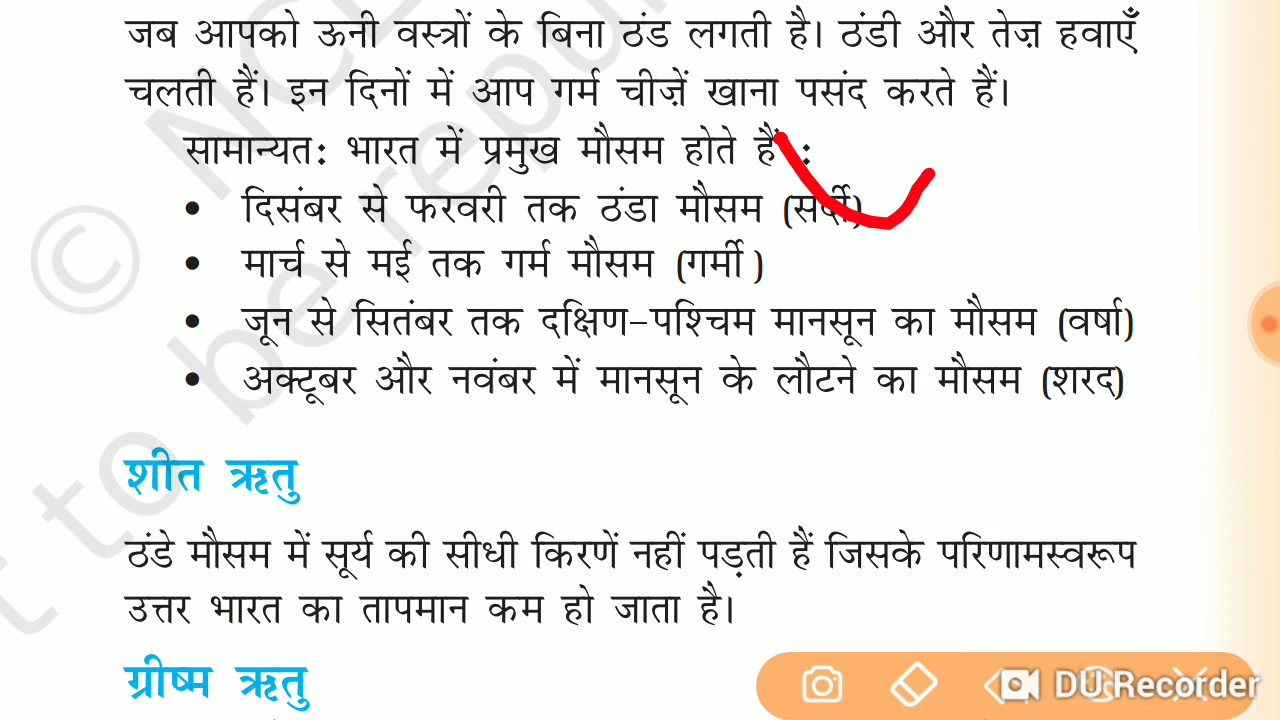 जब आपको ऊनी वस्त्रों के बिना ठंड लगती है। ठंडी और तेज़ हवाएँ
चलती हैं। इन दिनों में आप गर्म चीज़ें खाना पसंद करते हैं।
सामान्यतः भारत में प्रमुख मौसम होते हैं :
• दिसंबर से फरवरी तक ठंडा मौसम (सर्दी)
• मार्च से मई तक गर्म मौसम (गर्मी )
• जून से सितंबर तक दक्षिण-पश्चिम मानसून का मौसम (वर्षा)
• अक्टूबर और नवंबर में मानसून के लौटने का मौसम (शरद)
शीत ऋतु
ठंडे मौसम में सूर्य की सीधी किरणें नहीं पड़ती हैं जिसके परिणामस्वरूप
उत्तर भारत का तापमान कम हो जाता है।
ग्रीष्म ऋतु
DU Recorder